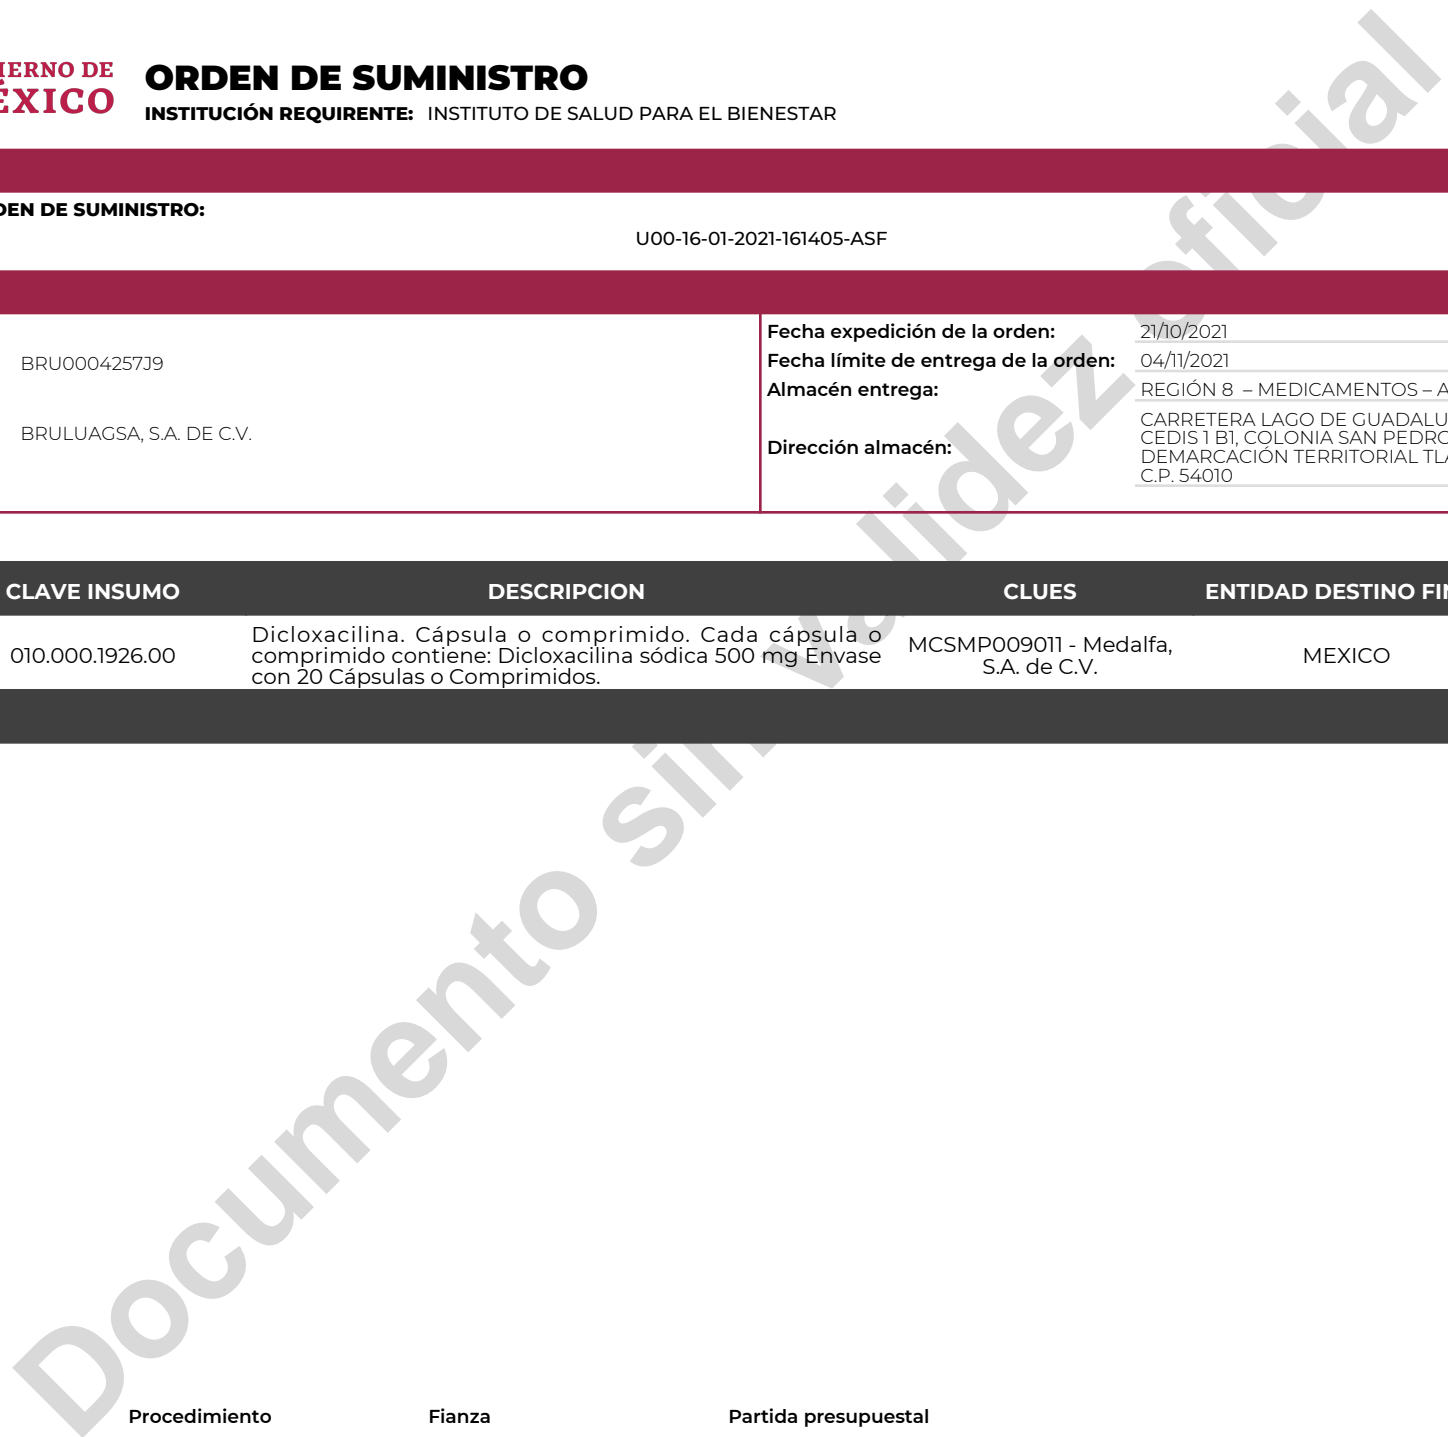 IERNO DE
ÉXICO
ORDEN DE SUMINISTRO
INSTITUCIÓN REQUIRENTE: INSTITUTO DE SALUD PARA EL BIENESTAR
DEN DE SUMINISTRO:
U00-16-01-2021-161405-ASF
BRU0004257J9
BRULUAGSA, S.A. DE C.V.
Fecha expedición de la orden: 21/10/2021
Fecha límite de entrega de la orden: 04/11/2021
Almacén entrega: REGIÓN 8 – MEDICAMENTOS – A
Dirección almacén:
CARRETERA LAGO DE GUADALU
CEDIS 1 B1, COLONIA SAN PEDRO
DEMARCACIÓN TERRITORIAL TLA
C.P. 54010
CLAVE INSUMO DESCRIPCION CLUES ENTIDAD DESTINO FIN
010.000.1926.00
Dicloxacilina. Cápsula o comprimido. Cada cápsula o
comprimido contiene: Dicloxacilina sódica 500 mg Envase
con 20 Cápsulas o Comprimidos.
MCSMP009011 - Medalfa,
S.A. de C.V.
MEXICO
Documento sin validez oficial
Procedimiento Fianza Partida presupuestal